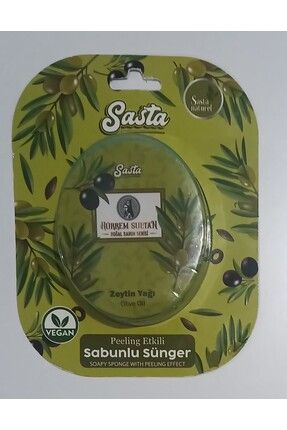 Sasta
Sasta
naturel
Sasta
HÜRREM SULTAN
DOĞAL BAKIM SERİSİ
Zeytin Yağı
Olive Oil
VEGAN
Peeling Etkili
Sabunlu Sünger
SOAPY SPONGE WITH PEELING EFFECT